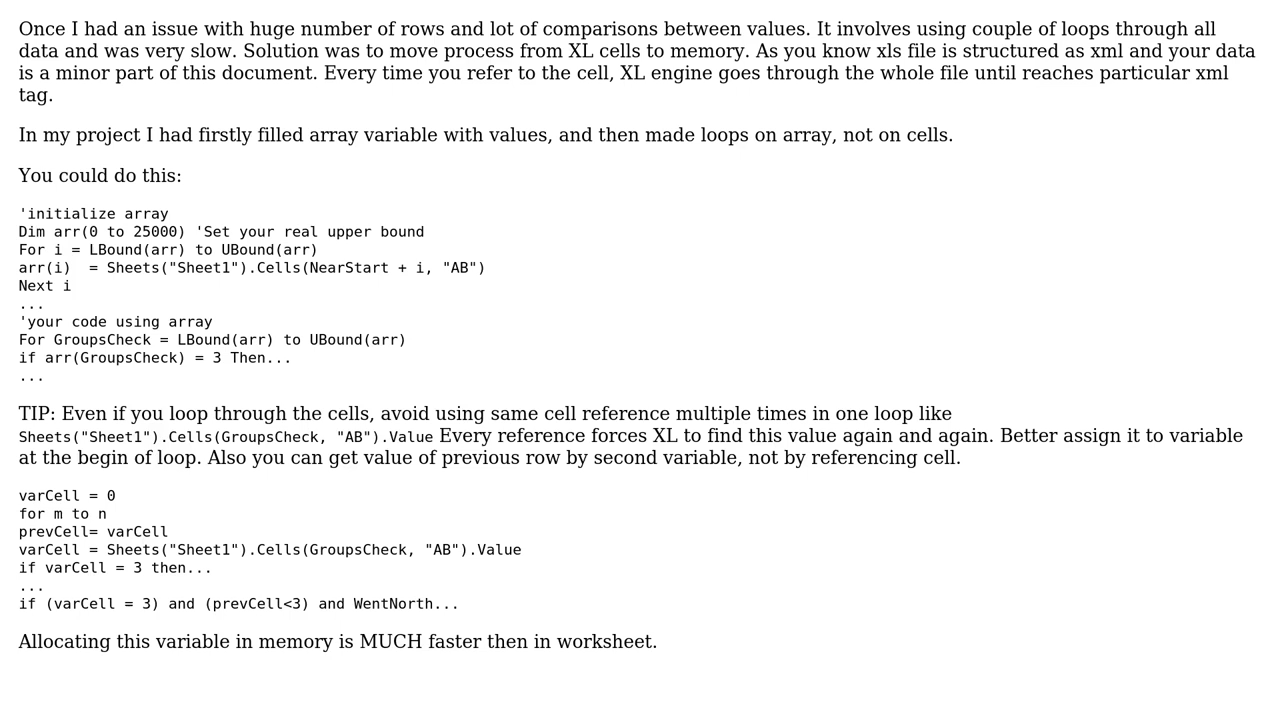 Once I had an issue with huge number of rows and lot of comparisons between values. It involves using couple of loops through all
data and was very slow. Solution was to move process from XL cells to memory. As you know xls file is structured as xml and your data
is a minor part of this document. Every time you refer to the cell, XL engine goes through the whole file until reaches particular xml
tag.
In my project I had firstly filled array variable with values, and then made loops on array, not on cells.
You could do this:
'initialize array
Dim arr(0 to 25000) 'Set your real upper bound
For i = LBound(arr) to UBound(arr)
arr(i)  = Sheets("Sheet1").Cells(NearStart + i, "AB")
Next i
...
'your code using array
For GroupsCheck = LBound(arr) to UBound(arr)
if arr(GroupsCheck) = 3 Then...
...
TIP: Even if you loop through the cells, avoid using same cell reference multiple times in one loop like
Sheets("Sheet1").Cells(GroupsCheck, "AB").Value Every reference forces XL to find this value again and again. Better assign it to variable
at the begin of loop. Also you can get value of previous row by second variable, not by referencing cell.
varCell = 0
for m to n
prevCell= varCell
varCell = Sheets("Sheet1").Cells(GroupsCheck, "AB").Value
if varCell = 3 then...
...
if (varCell = 3) and (prevCell<3) and WentNorth...
Allocating this variable in memory is MUCH faster then in worksheet.